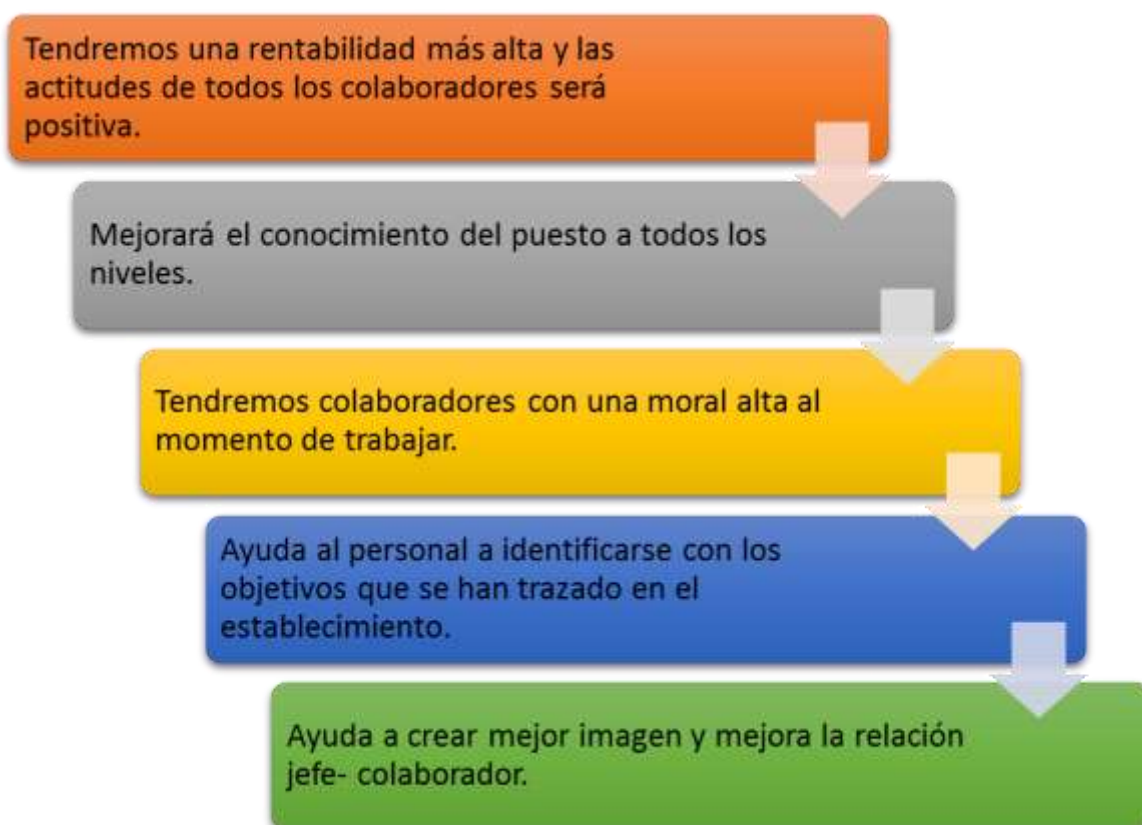 Tendremos una rentabilidad más alta y las
actitudes de todos los colaboradores será
positiva.
Mejorará el conocimiento del puesto a todos los
niveles.
Tendremos colaboradores con una moral alta al
momento de trabajar.
Ayuda al personal a identificarse con los
objetivos que se han trazado en el
establecimiento.
Ayuda a crear mejor imagen y mejora la relación
jefe- colaborador.